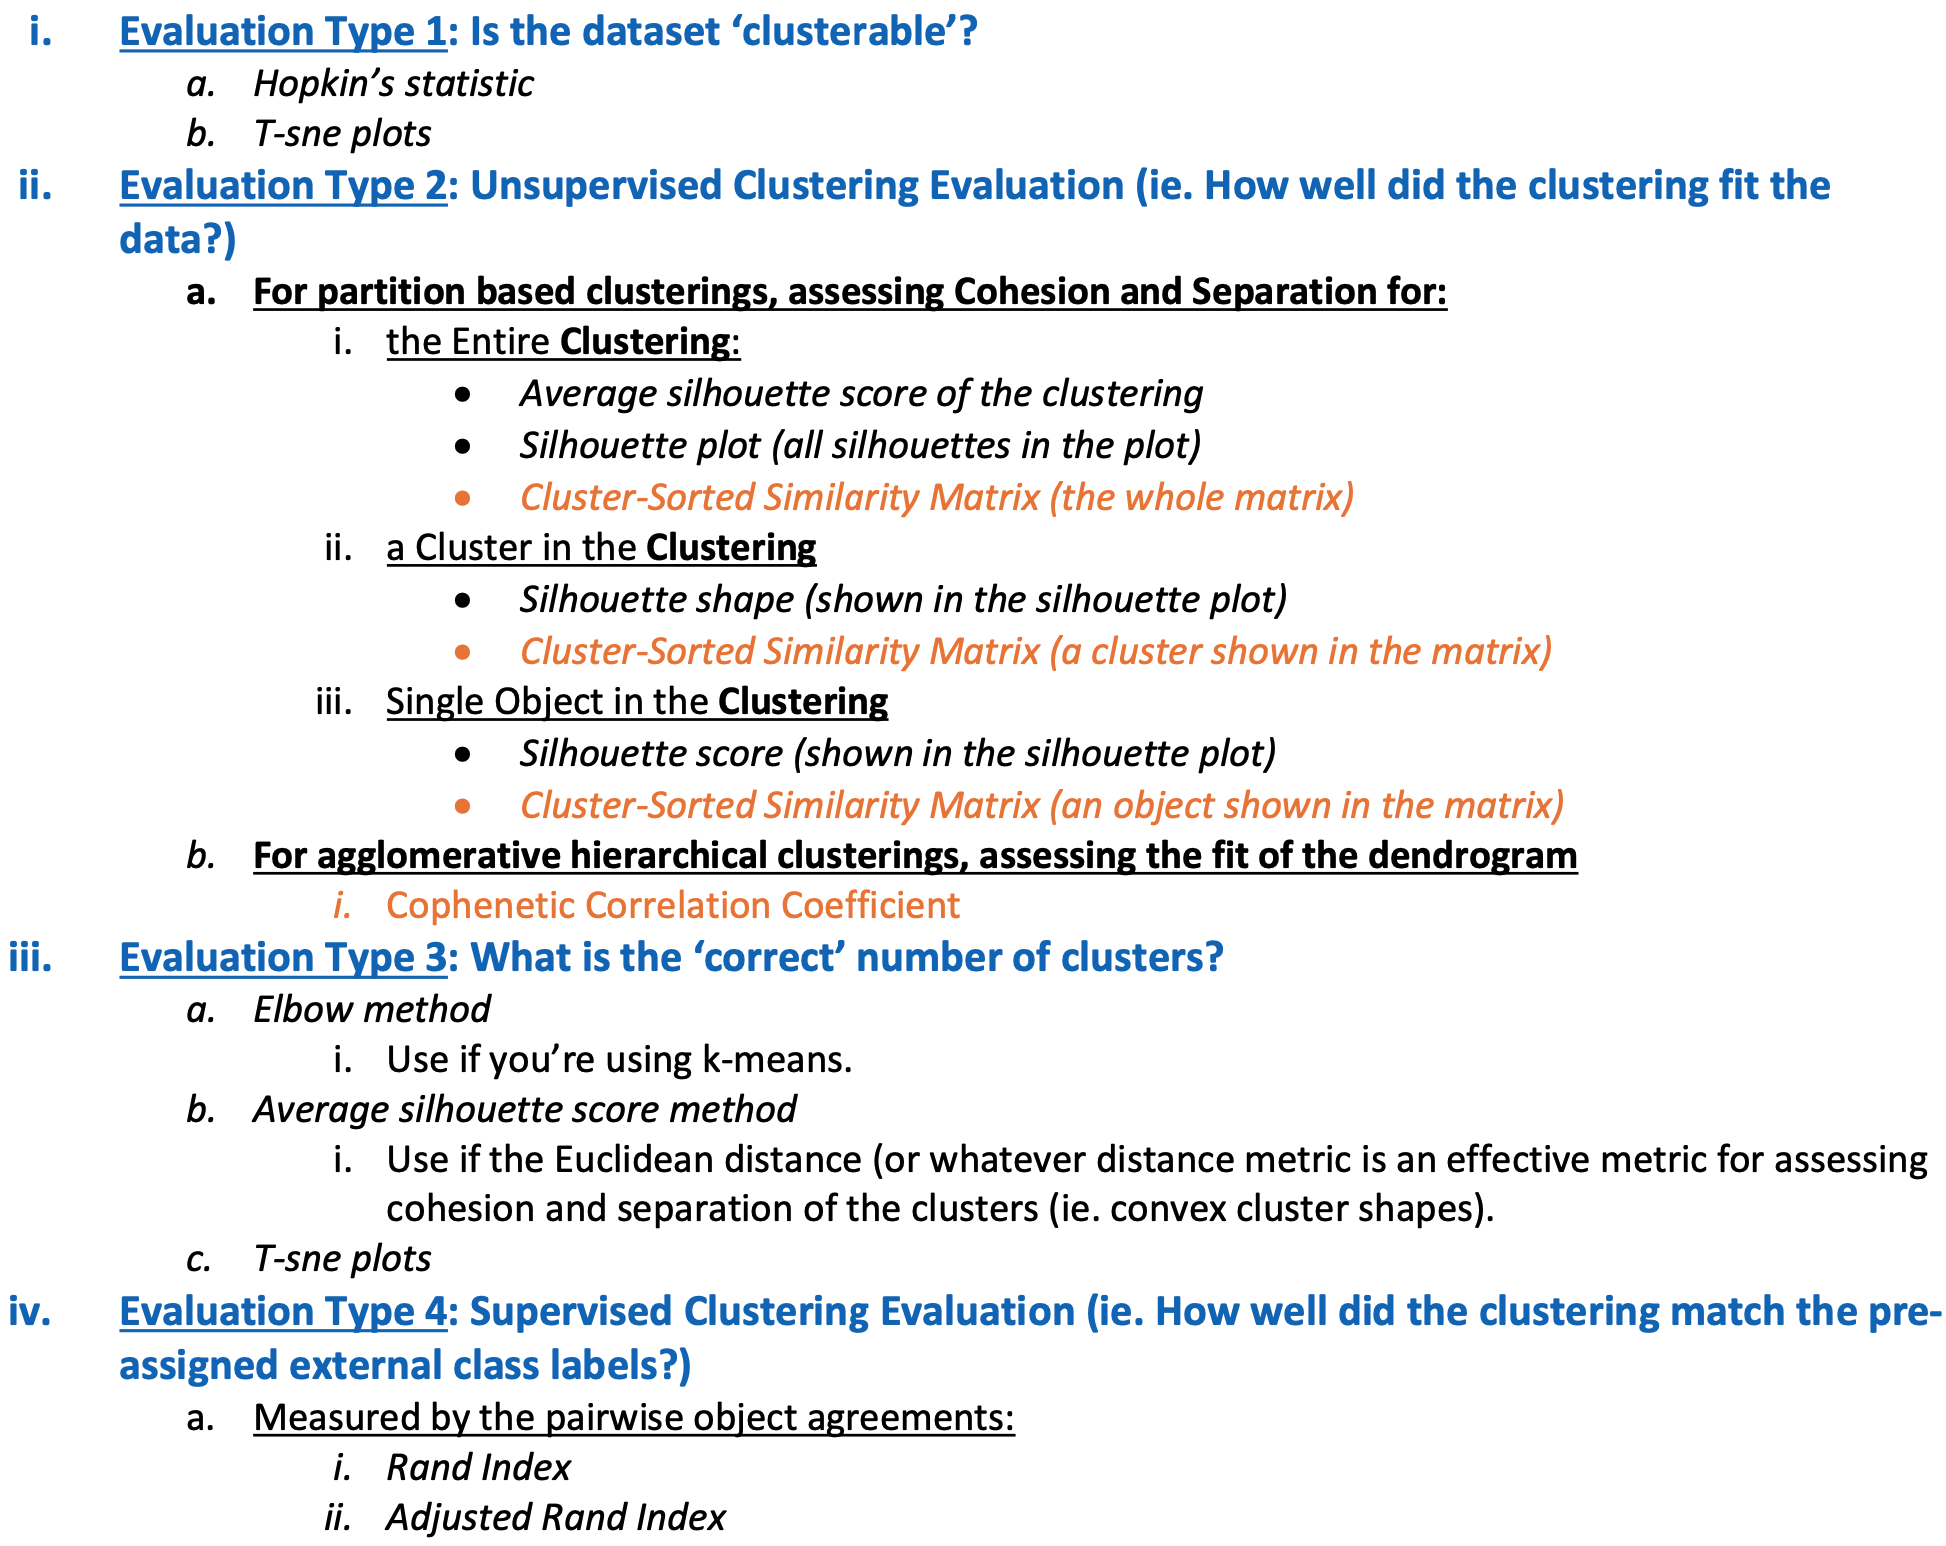 i. Evaluation Type 1: Is the dataset ‘clusterable’?
a. Hopkin’s statistic
b. T-sne plots
ii. Evaluation Type 2: Unsupervised Clustering Evaluation (ie. How well did the clustering fit the
data?)
a. For partition based clusterings, assessing Cohesion and Separation for:
i. the Entire Clustering:
• Average silhouette score of the clustering
• Silhouette plot (all silhouettes in the plot)
• Cluster-Sorted Similarity Matrix (the whole matrix)
ii. a Cluster in the Clustering
• Silhouette shape (shown in the silhouette plot)
• Cluster-Sorted Similarity Matrix (a cluster shown in the matrix)
iii. Single Object in the Clustering
• Silhouette score (shown in the silhouette plot)
• Cluster-Sorted Similarity Matrix (an object shown in the matrix)
b. For agglomerative hierarchical clusterings, assessing the fit of the dendrogram
i. Cophenetic Correlation Coefficient
iii. Evaluation Type 3: What is the ‘correct’ number of clusters?
a. Elbow method
i. Use if you’re using k-means.
b. Average silhouette score method
i. Use if the Euclidean distance (or whatever distance metric is an effective metric for assessing
cohesion and separation of the clusters (ie. convex cluster shapes).
c. T-sne plots
iv. Evaluation Type 4: Supervised Clustering Evaluation (ie. How well did the clustering match the pre-
assigned external class labels?)
a. Measured by the pairwise object agreements:
i. Rand Index
ii. Adjusted Rand Index